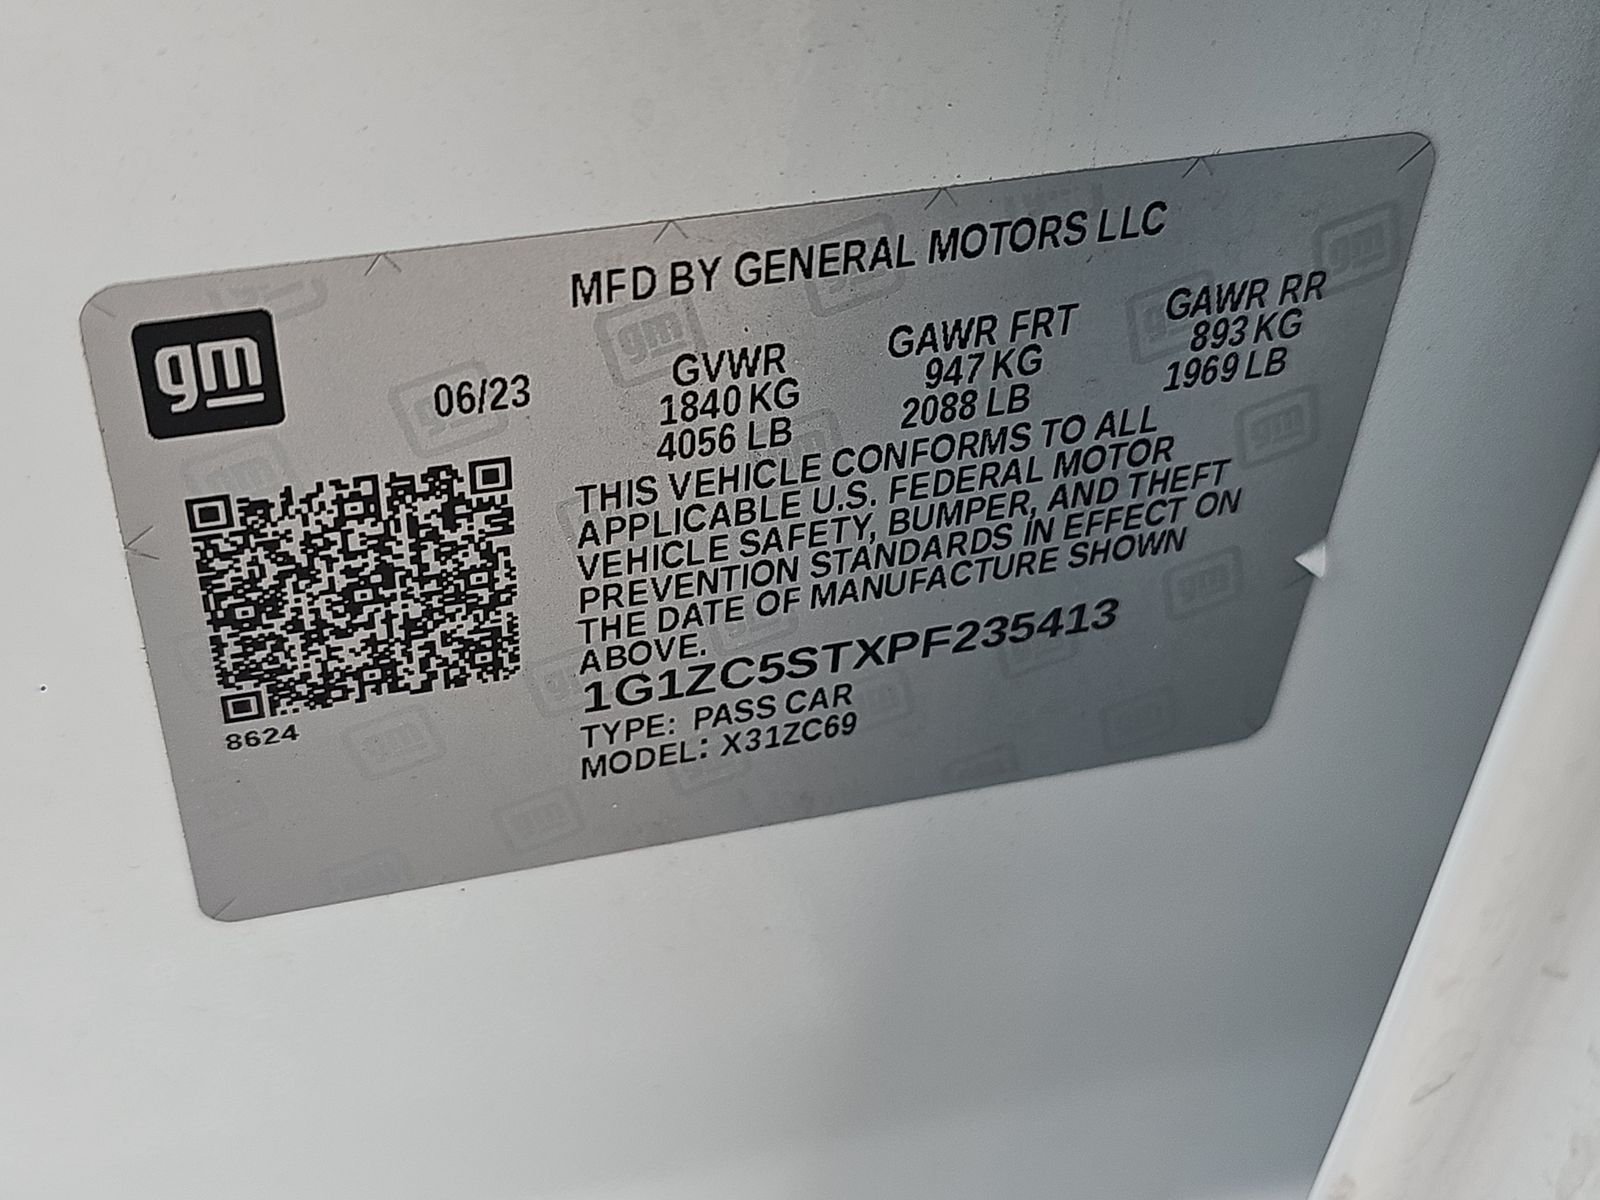 MFD BY GENERAL MOTORS LLC
gm
06/23
GVWR GAWR FRT GAWR RR
1840 KG 947 KG 893 KG
4056 LB 2088 LB 1969 LB
THIS VEHICLE CONFORMS TO ALL
APPLICABLE U.S. FEDERAL MOTOR
VEHICLE SAFETY, BUMPER, AND THEFT
PREVENTION STANDARDS IN EFFECT ON
THE DATE OF MANUFACTURE SHOWN
ABOVE.
1G1ZC5STXPF235413
TYPE: PASS CAR
MODEL: X31ZC69
8624